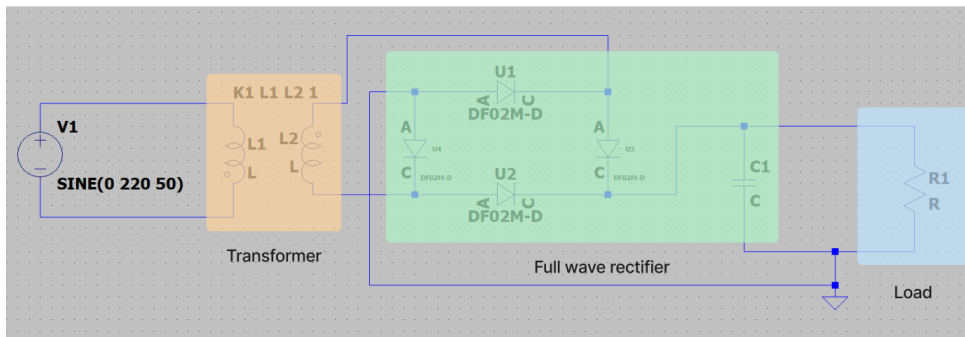 V1
SINE(0 220 50)
K1 L1 L2 1
L1
L
L2
L
Transformer
U1
A
C
DF02M-D
A
U4
C
DF02M-D
A
U3
C
DF02M-D
U2
A
C
DF02M-D
C1
C
Full wave rectifier
R1
R
Load